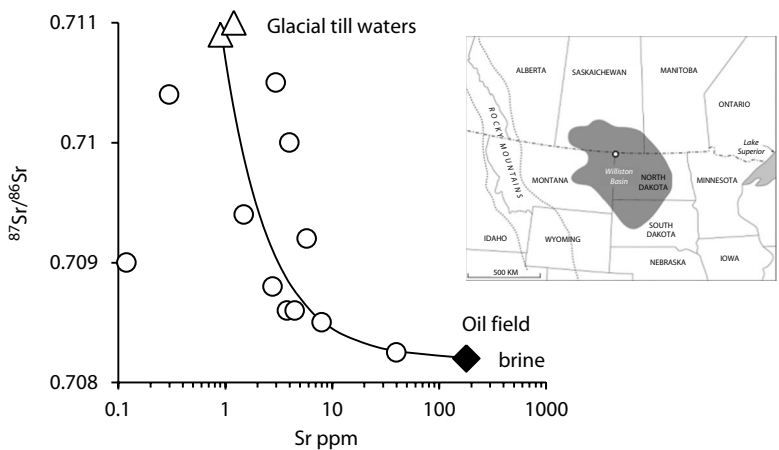 0.711
0.71
0.709
0.708
⁸⁷Sr/⁸⁶Sr
0.1
1
10
100
1000
Sr ppm
Glacial till waters
Oil field
brine
ALBERTA
SASKAICHEWAN
MANITOBA
ONTARIO
ROCKY MOUNTAINS
Lake
Superior
MONTANA
Williston
Basin
NORTH
DAKOTA
MINNESOTA
SOUTH
DAKOTA
IDAHO
WYOMING
NEBRASKA
IOWA
500 KM